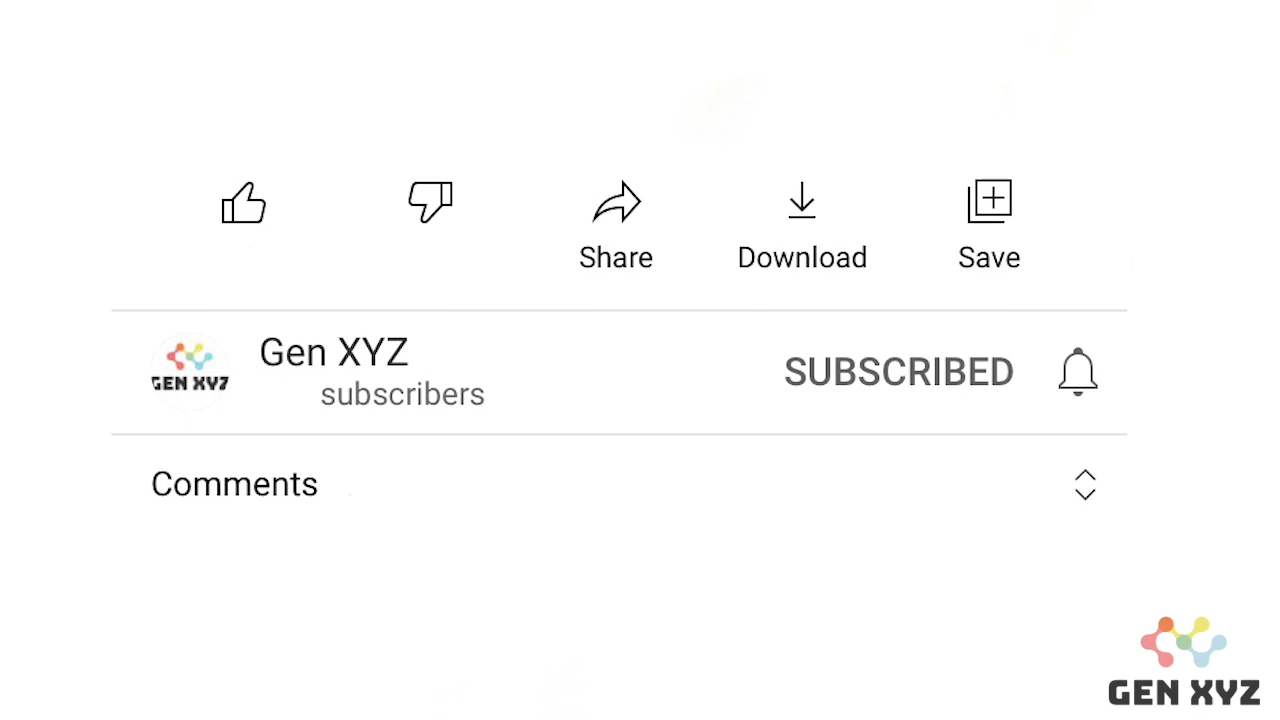 Share
Download
Save
GEN XYZ
Gen XYZ
subscribers
SUBSCRIBED
Comments
GEN XYZ